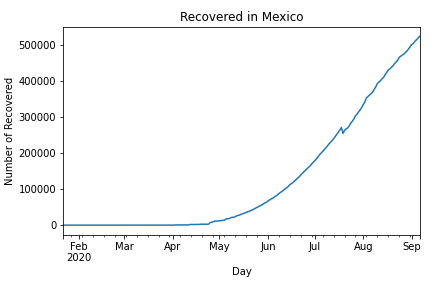 Recovered in Mexico
Number of Recovered
500000
400000
300000
200000
100000
0
Feb Mar Apr May Jun Jul Aug Sep
2020
Day